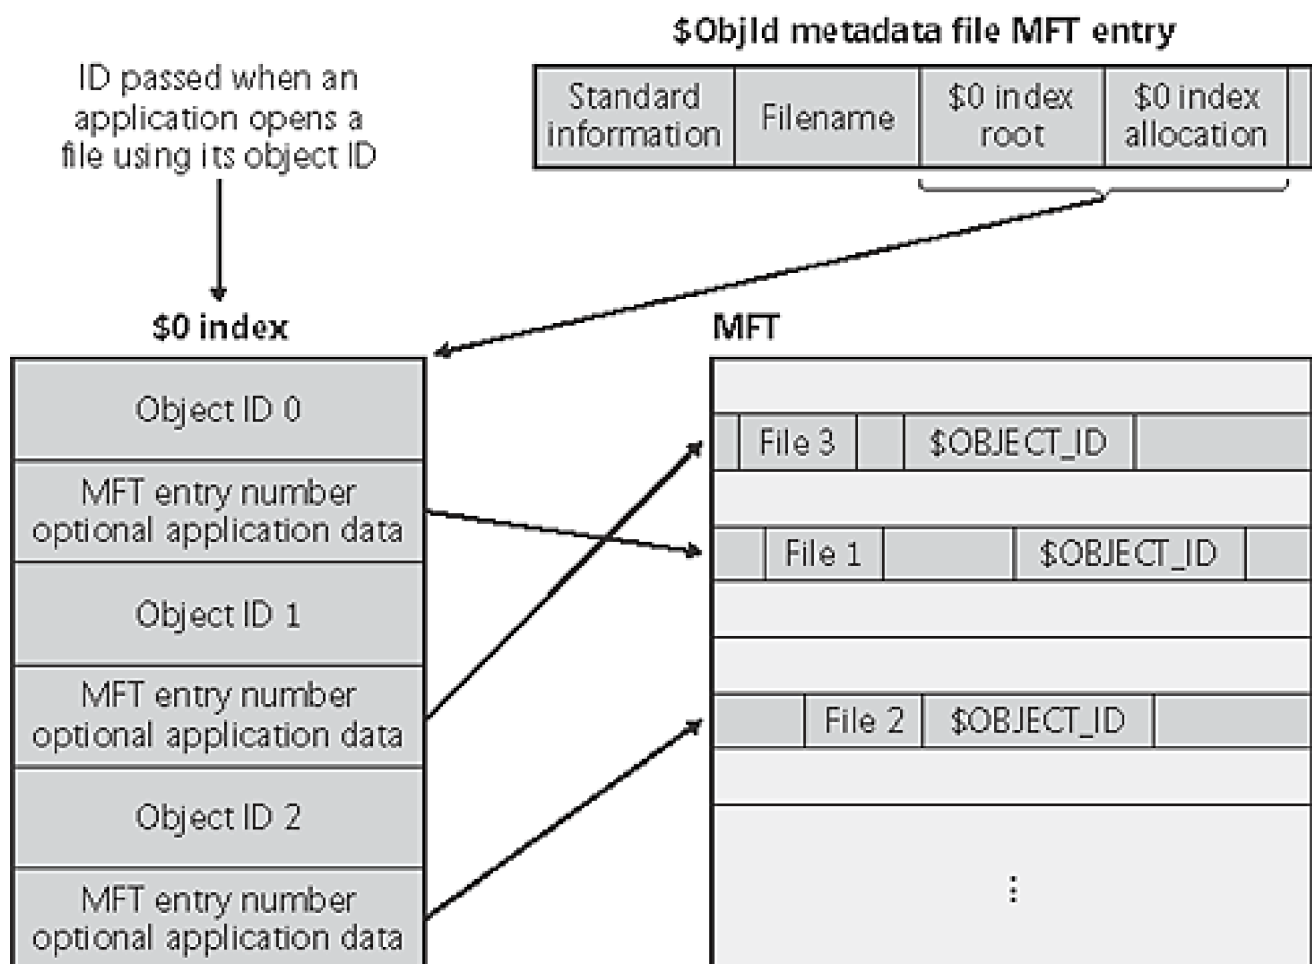 $ObjId metadata file MFT entry
ID passed when an
application opens a
file using its object ID
Standard
information
Filename
$0 index
root
$0 index
allocation
$0 index
MFT
Object ID 0
MFT entry number
optional application data
Object ID 1
MFT entry number
optional application data
Object ID 2
MFT entry number
optional application data
File 3
$OBJECT_ID
File 1
$OBJECT_ID
File 2
$OBJECT_ID
⋮